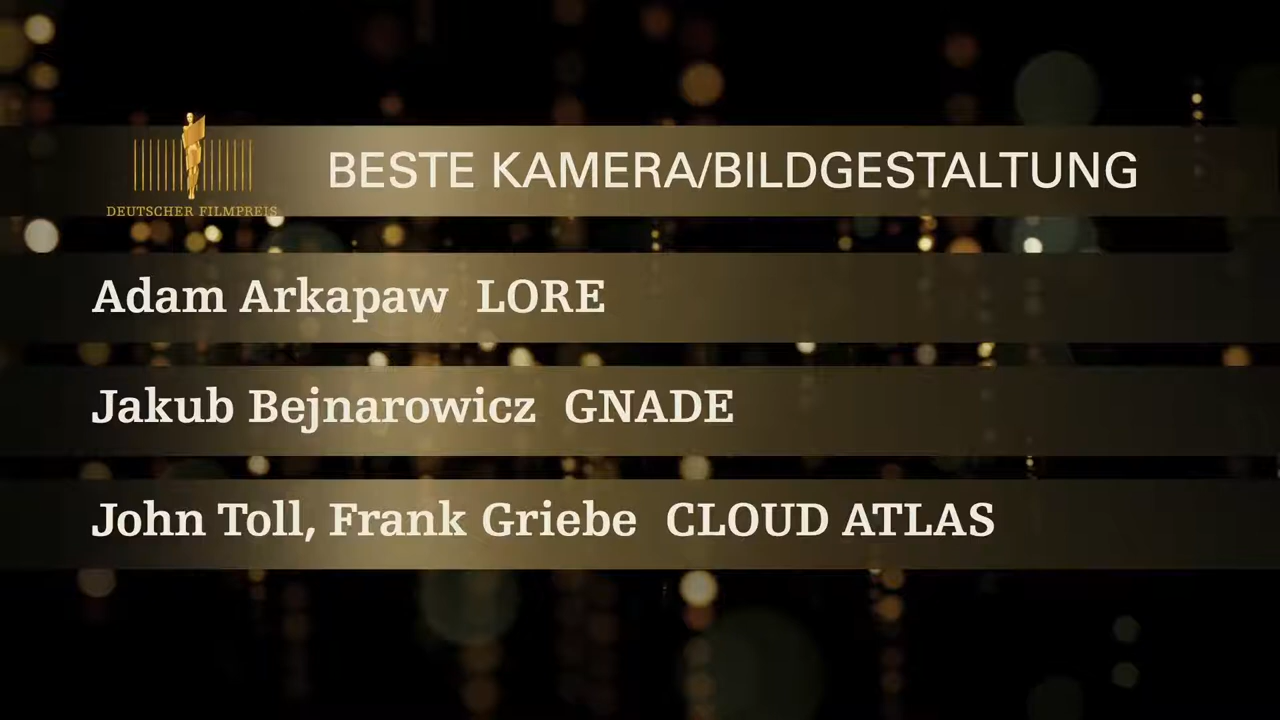 DEUTSCHER FILMPREIS
BESTE KAMERA/BILDGESTALTUNG
Adam Arkapaw LORE
Jakub Bejnarowicz GNADE
John Toll, Frank Griebe CLOUD ATLAS